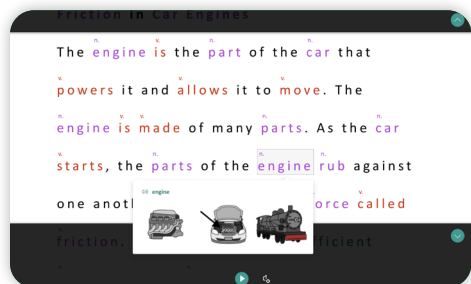 Friction in Car Engines
n. v. n. n.
The engine is the part of the car that
v. v. v.
powers it and allows it to move. The
n. v. v. n. n.
engine is made of many parts. As the car
v. n. n. n.
starts, the parts of the engine rub against
v.
one anot orce called
engine
friction. ficient